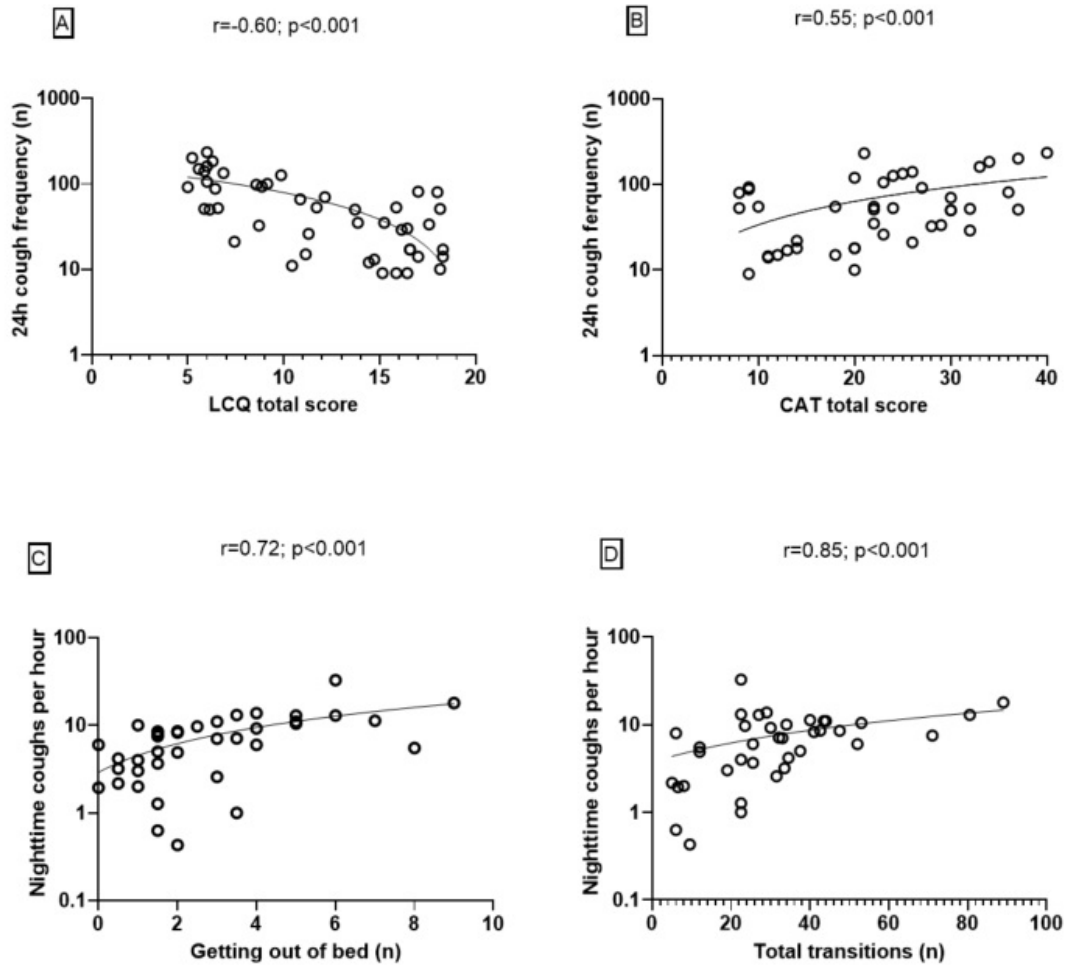 A
r=-0.60; p<0.001
24h cough frequency (n)
1000
100
10
1
0
5
10
15
20
LCQ total score
B
r=0.55; p<0.001
24h cough ferquency (n)
1000
100
10
1
0
10
20
30
40
CAT total score
C
r=0.72; p<0.001
Nighttime coughs per hour
100
10
1
0.1
0
2
4
6
8
10
Getting out of bed (n)
D
r=0.85; p<0.001
Nighttime coughs per hour
100
10
1
0.1
0
20
40
60
80
100
Total transitions (n)